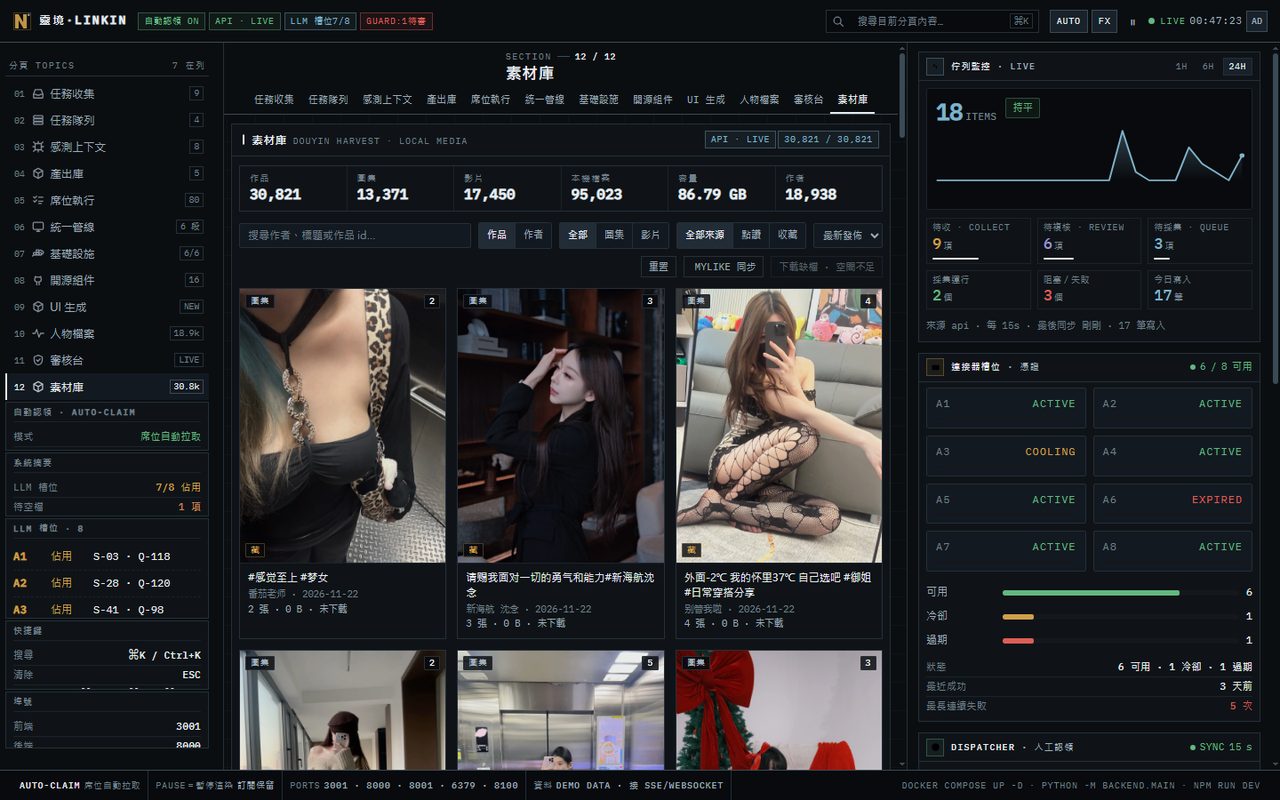 靈境·LINKIN
自動認領 ON
API · LIVE
LLM 槽位7/8
GUARD:1待審
搜尋目前分頁內容…
⌘K
AUTO
FX
LIVE 00:47:23
AD
分頁 TOPICS
7 在列
01 任務收集 9
02 任務隊列 4
03 感測上下文 8
04 產出庫 5
05 席位執行 80
06 統一管線 6 級
07 基礎設施 6/6
08 開源組件 16
09 UI 生成 NEW
10 人物檔案 18.9k
11 審核台 LIVE
12 素材庫 30.8k
自動認領 · AUTO-CLAIM
模式 席位自動拉取
系統摘要
LLM 槽位 7/8 佔用
待空檔 1 項
LLM 槽位 · 8
A1 佔用 S-03 · Q-118
A2 佔用 S-28 · Q-120
A3 佔用 S-41 · Q-98
快捷鍵
搜尋 ⌘K / Ctrl+K
清除 ESC
埠號
前端 3001
後端 8000
SECTION — 12 / 12
素材庫
任務收集 任務隊列 感測上下文 產出庫 席位執行 統一管線 基礎設施 開源組件 UI 生成 人物檔案 審核台 素材庫
素材庫 DOUYIN HARVEST · LOCAL MEDIA
API · LIVE
30,821 / 30,821
作品 圖集 影片 本機檔案 容量 作者
30,821 13,371 17,450 95,023 86.79 GB 18,938
搜尋作者、標題或作品 id…
作品 作者
全部 圖集 影片
全部來源 點讚 收藏
最新發佈
重置
MYLIKE 同步
下載缺檔 · 空間不足
圖集 2
藏
#感觉至上 #梦女
番茄老师 · 2026-11-22
2 張 · 0 B · 未下載
圖集 3
藏
请赐我面对一切的勇气和能力#新海航沈念
新海航 沈念 · 2026-11-22
3 張 · 0 B · 未下載
圖集 4
藏
外面-2℃ 我的怀里37℃ 自己选吧 #御姐
#日常穿搭分享
别管我啦 · 2026-11-22
4 張 · 0 B · 未下載
圖集 2
圖集 5
圖集 3
佇列監控 · LIVE
1H 6H 24H
18 ITEMS
持平
待收 · COLLECT
9 項
待複核 · REVIEW
6 項
待採集 · QUEUE
3 項
採集運行
2 個
阻塞/失敗
3 個
今日寫入
17 筆
來源 api · 每 15s · 最後同步 剛剛 · 17 筆寫入
連接器槽位 · 憑證
6 / 8 可用
A1 ACTIVE
A2 ACTIVE
A3 COOLING
A4 ACTIVE
A5 ACTIVE
A6 EXPIRED
A7 ACTIVE
A8 ACTIVE
可用 6
冷卻 1
過期 1
狀態 6 可用 · 1 冷卻 · 1 過期
最近成功 3 天前
最長連續失敗 5 次
DISPATCHER · 人工認領
SYNC 15 s
AUTO-CLAIM 席位自動拉取
PAUSE=暫停渲染 訂閱保留
PORTS 3001 · 8000 · 8001 · 6379 · 8100
資料 DEMO DATA · 接 SSE/WEBSOCKET
DOCKER COMPOSE UP -D · PYTHON -M BACKEND.MAIN · NPM RUN DEV